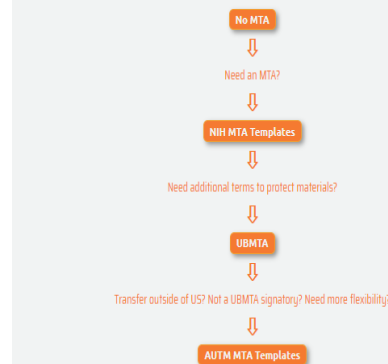 No MTA
Need an MTA?
NIH MTA Templates
Need additional terms to protect materials?
UBMTA
Transfer outside of US? Not a UBMTA signatory? Need more flexibility?
AUTM MTA Templates